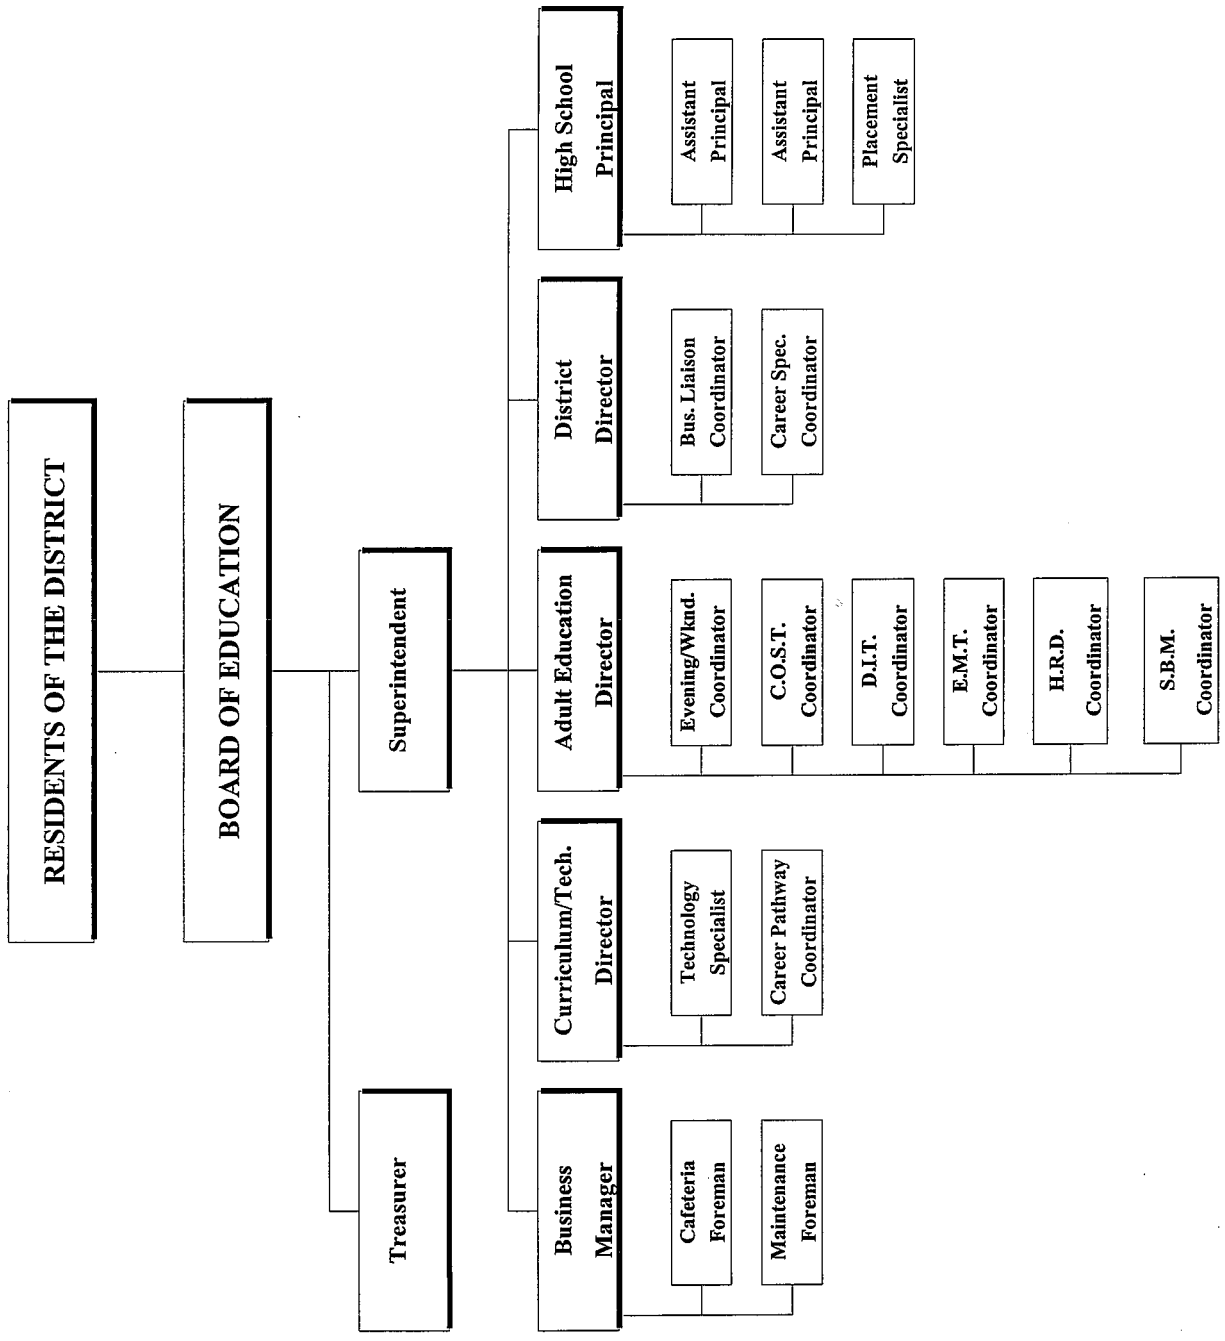 RESIDENTS OF THE DISTRICT
BOARD OF EDUCATION
Treasurer
Superintendent
Business
Manager
Curriculum/Tech.
Director
Adult Education
Director
District
Director
High School
Principal
Cafeteria
Foreman
Maintenance
Foreman
Technology
Specialist
Career Pathway
Coordinator
Evening/Wknd.
Coordinator
C.O.S.T.
Coordinator
D.I.T.
Coordinator
E.M.T.
Coordinator
H.R.D.
Coordinator
S.B.M.
Coordinator
Bus. Liaison
Coordinator
Career Spec.
Coordinator
Assistant
Principal
Assistant
Principal
Placement
Specialist